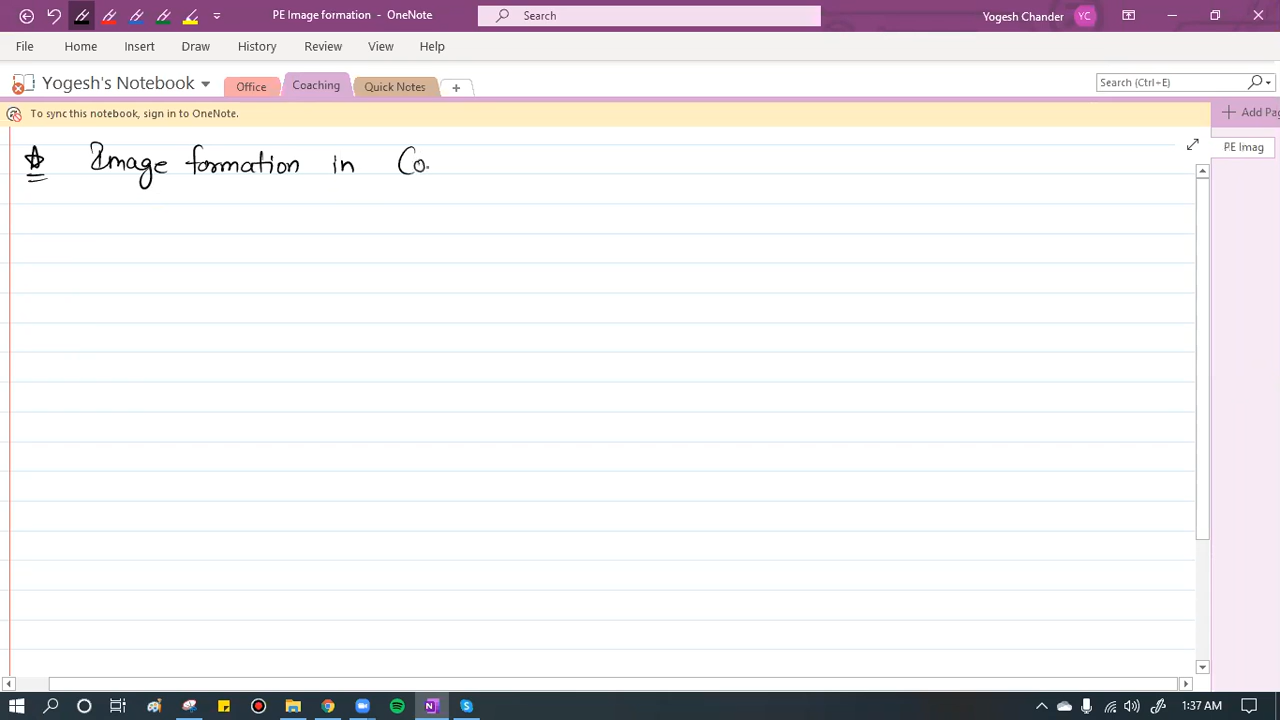 PE Image formation - OneNote
Search
Yogesh Chander
YC
File Home Insert Draw History Review View Help
Yogesh's Notebook
Office
Coaching
Quick Notes
+
Search (Ctrl+E)
To sync this notebook, sign in to OneNote.
Add Pag
PE Imag
Image formation in Co
1:37 AM